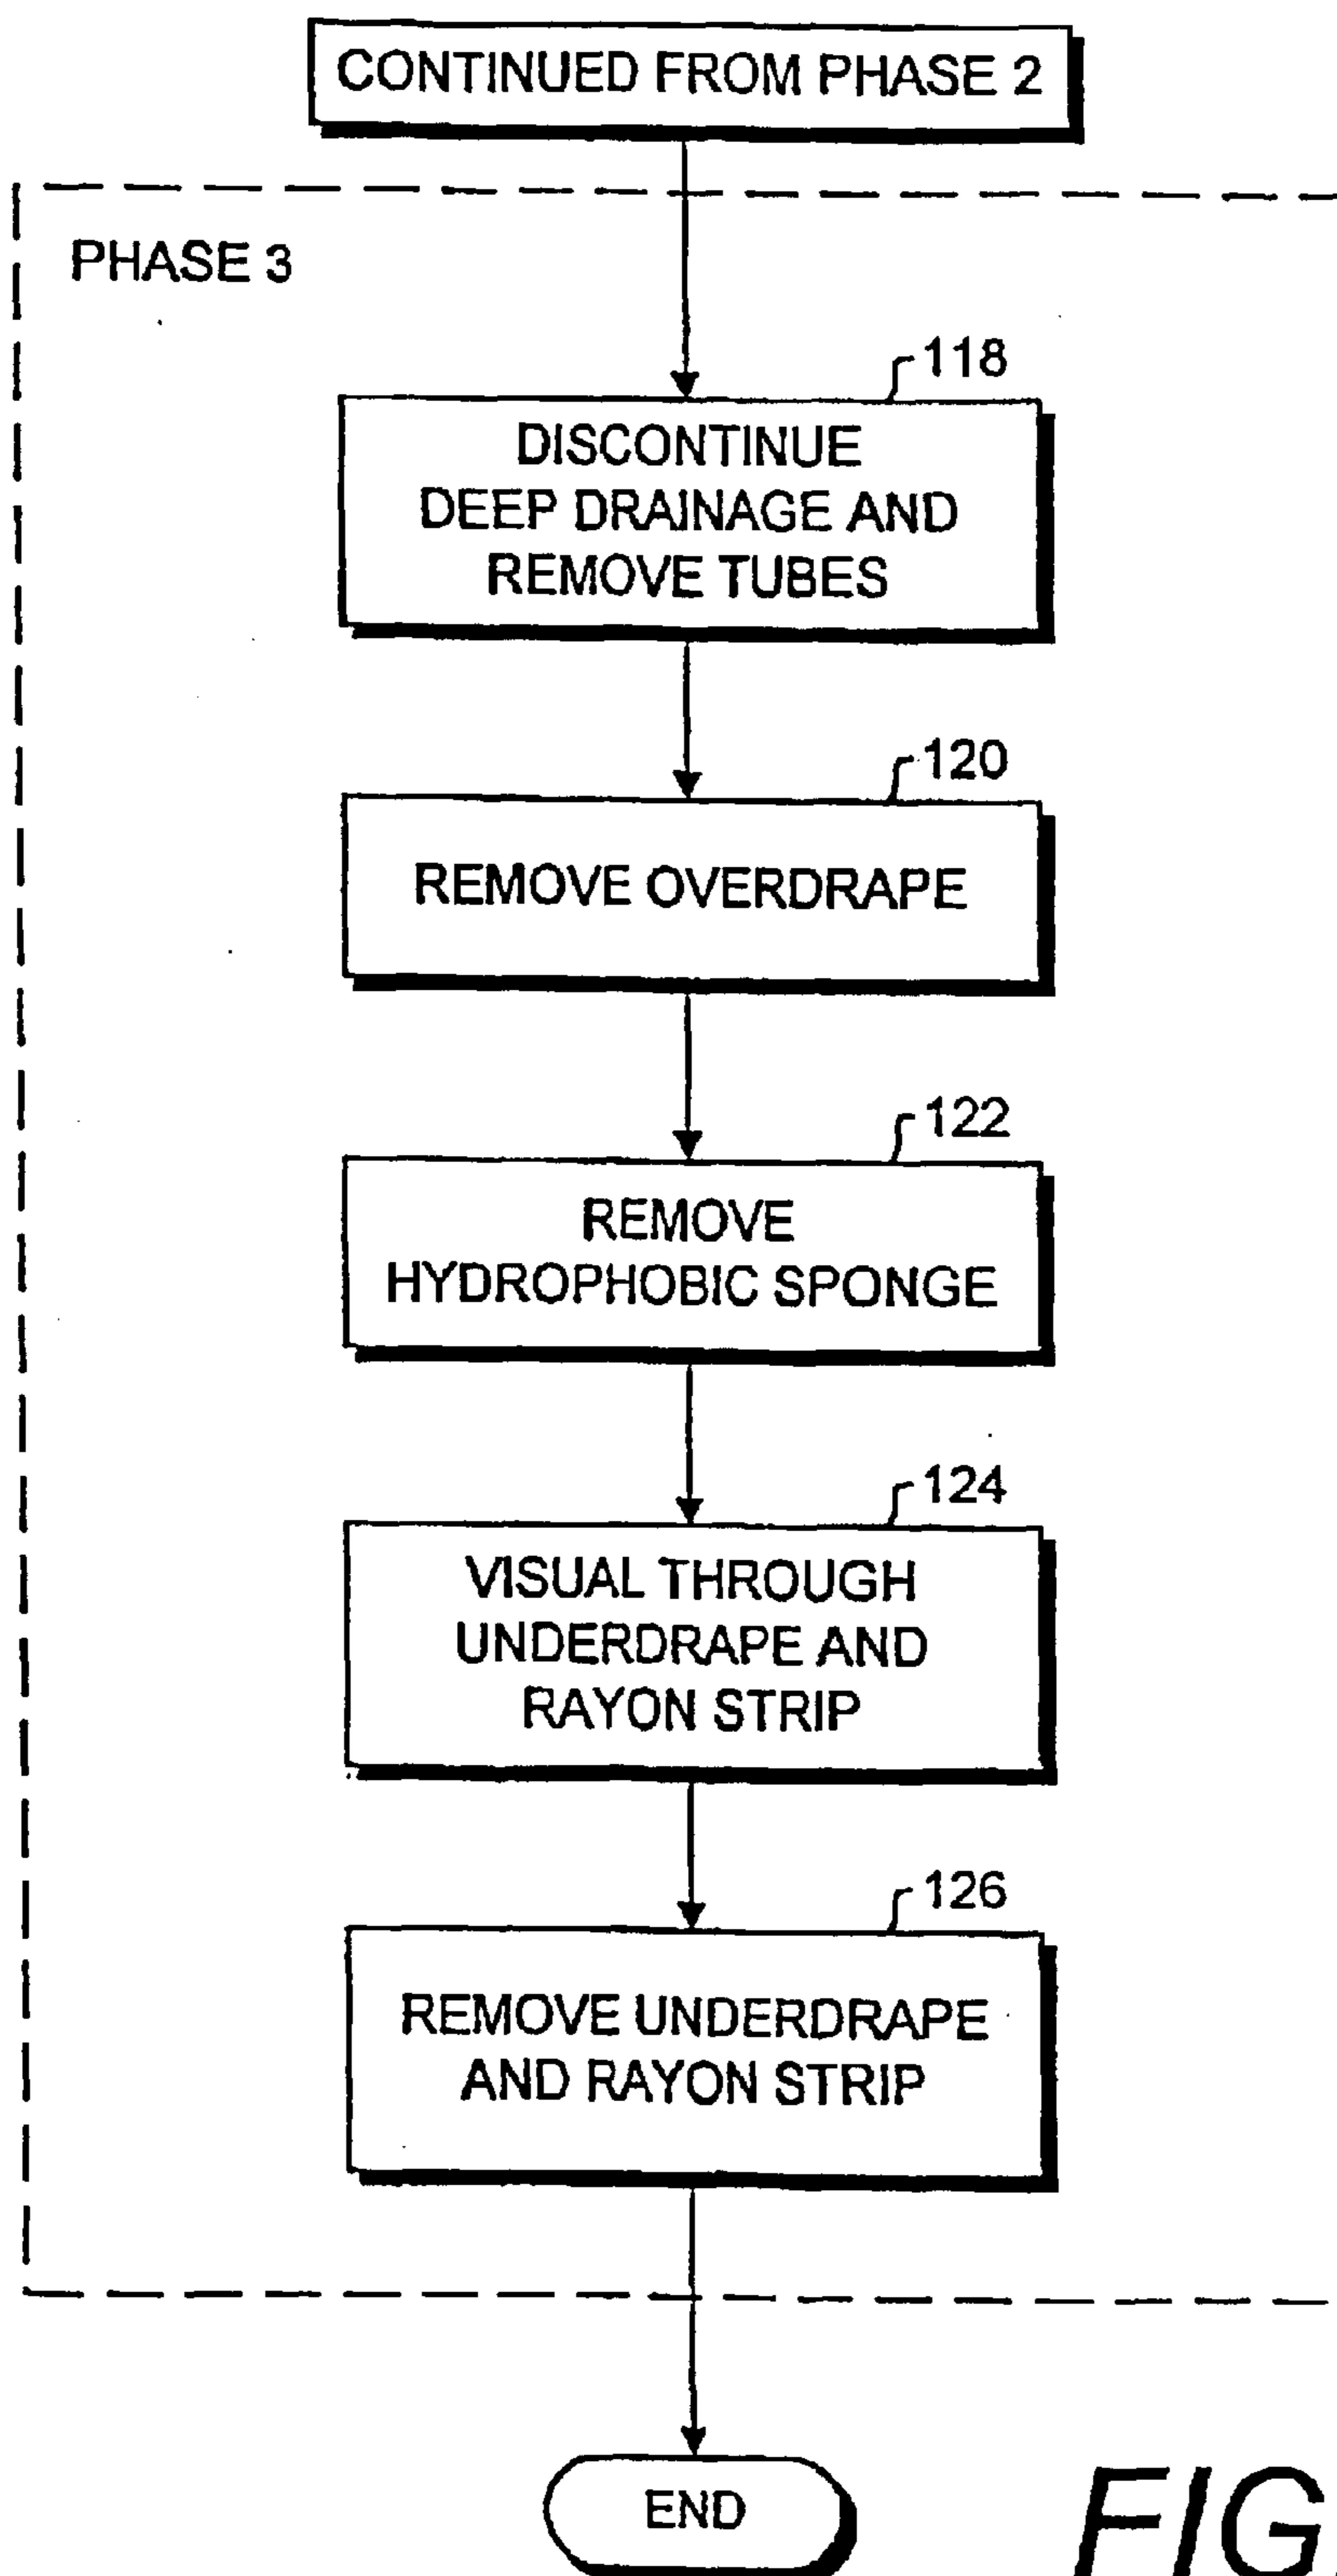 CONTINUED FROM PHASE 2
PHASE 3
118
DISCONTINUE
DEEP DRAINAGE AND
REMOVE TUBES
120
REMOVE OVERDRAPE
122
REMOVE
HYDROPHOBIC SPONGE
124
VISUAL THROUGH
UNDERDRAPE AND
RAYON STRIP
126
REMOVE UNDERDRAPE
AND RAYON STRIP
END
FIG.